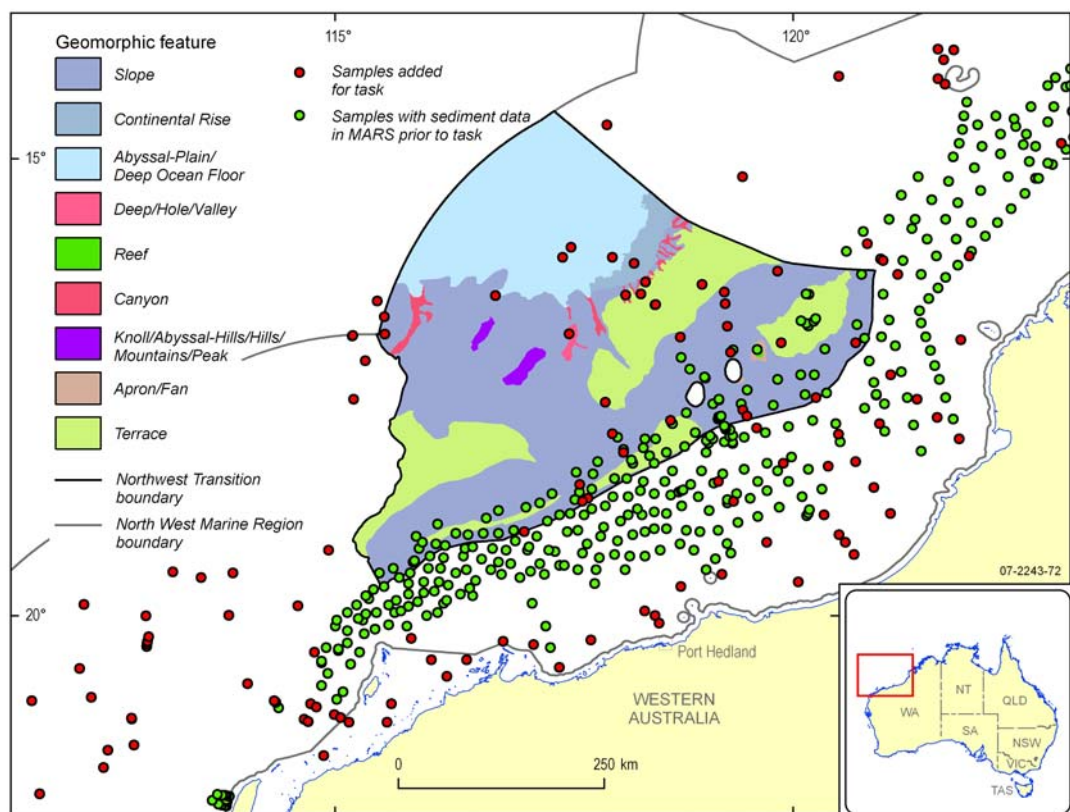 115°
120°
Geomorphic feature
Slope
Continental Rise
Abyssal-Plain/
Deep Ocean Floor
Deep/Hole/Valley
Reef
Canyon
Knoll/Abyssal-Hills/Hills/
Mountains/Peak
Apron/Fan
Terrace
Northwest Transition
boundary
North West Marine Region
boundary
Samples added
for task
Samples with sediment data
in MARS prior to task
15°
15°
20°
07-2243-72
Port Hedland
WESTERN
AUSTRALIA
0
250 km
WA
NT
QLD
SA
NSW
VIC
TAS